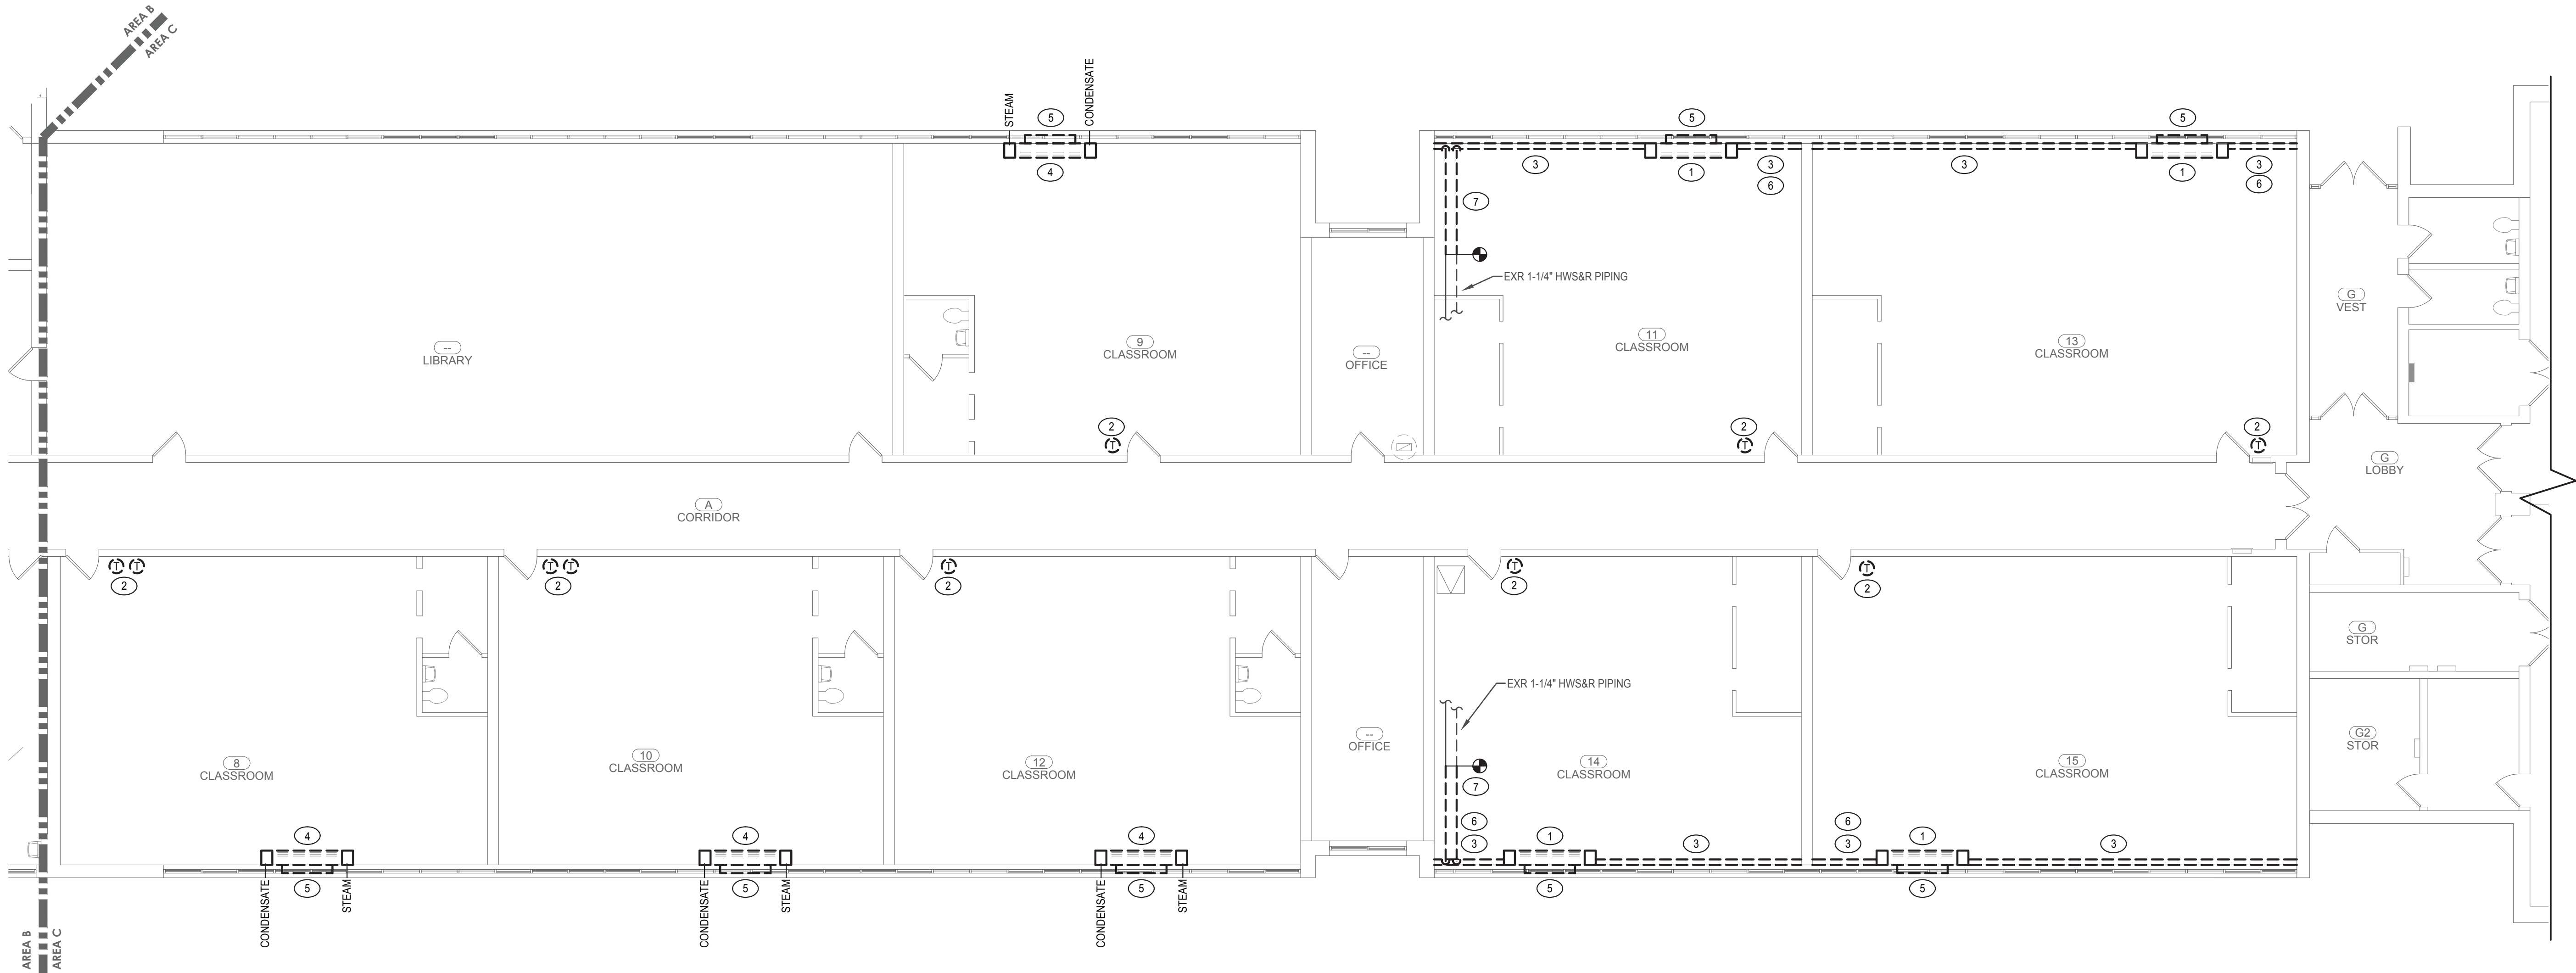 AREA B
AREA C
STEAM
CONDENSATE
5
5
5
4
3
1
3
6
3
1
3
6
7
EXR 1-1/4" HWS&R PIPING
--
LIBRARY
9
CLASSROOM
--
OFFICE
11
CLASSROOM
13
CLASSROOM
G
VEST
2
T
2
T
2
T
G
LOBBY
A
CORRIDOR
T T
2
T T
2
T
2
T
2
T
2
G
STOR
EXR 1-1/4" HWS&R PIPING
8
CLASSROOM
10
CLASSROOM
12
CLASSROOM
--
OFFICE
14
CLASSROOM
15
CLASSROOM
G2
STOR
7
6
3
6
3
4
4
4
1
3
1
3
5
5
5
5
5
CONDENSATE
STEAM
CONDENSATE
STEAM
CONDENSATE
STEAM
AREA B
AREA C